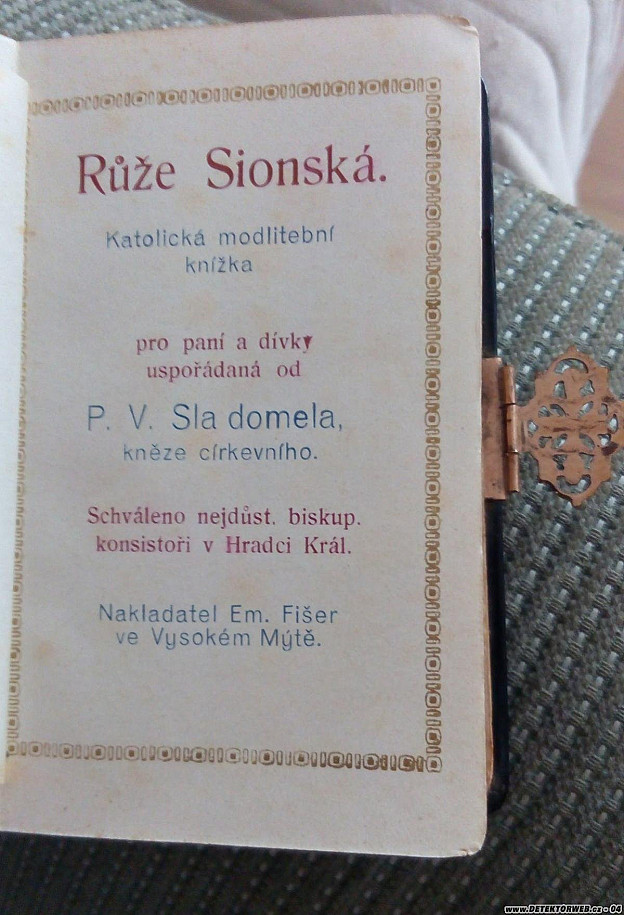 Růže Sionská.
Katolická modlitební
knížka
pro paní a dívky
uspořádaná od
P. V. Sla domela,
kněze církevního.
Schváleno nejdůst. biskup.
konsistoři v Hradci Král.
Nakladatel Em. Fišer
ve Vysokém Mýtě.
www.DETEKTORWEB.cz - 04